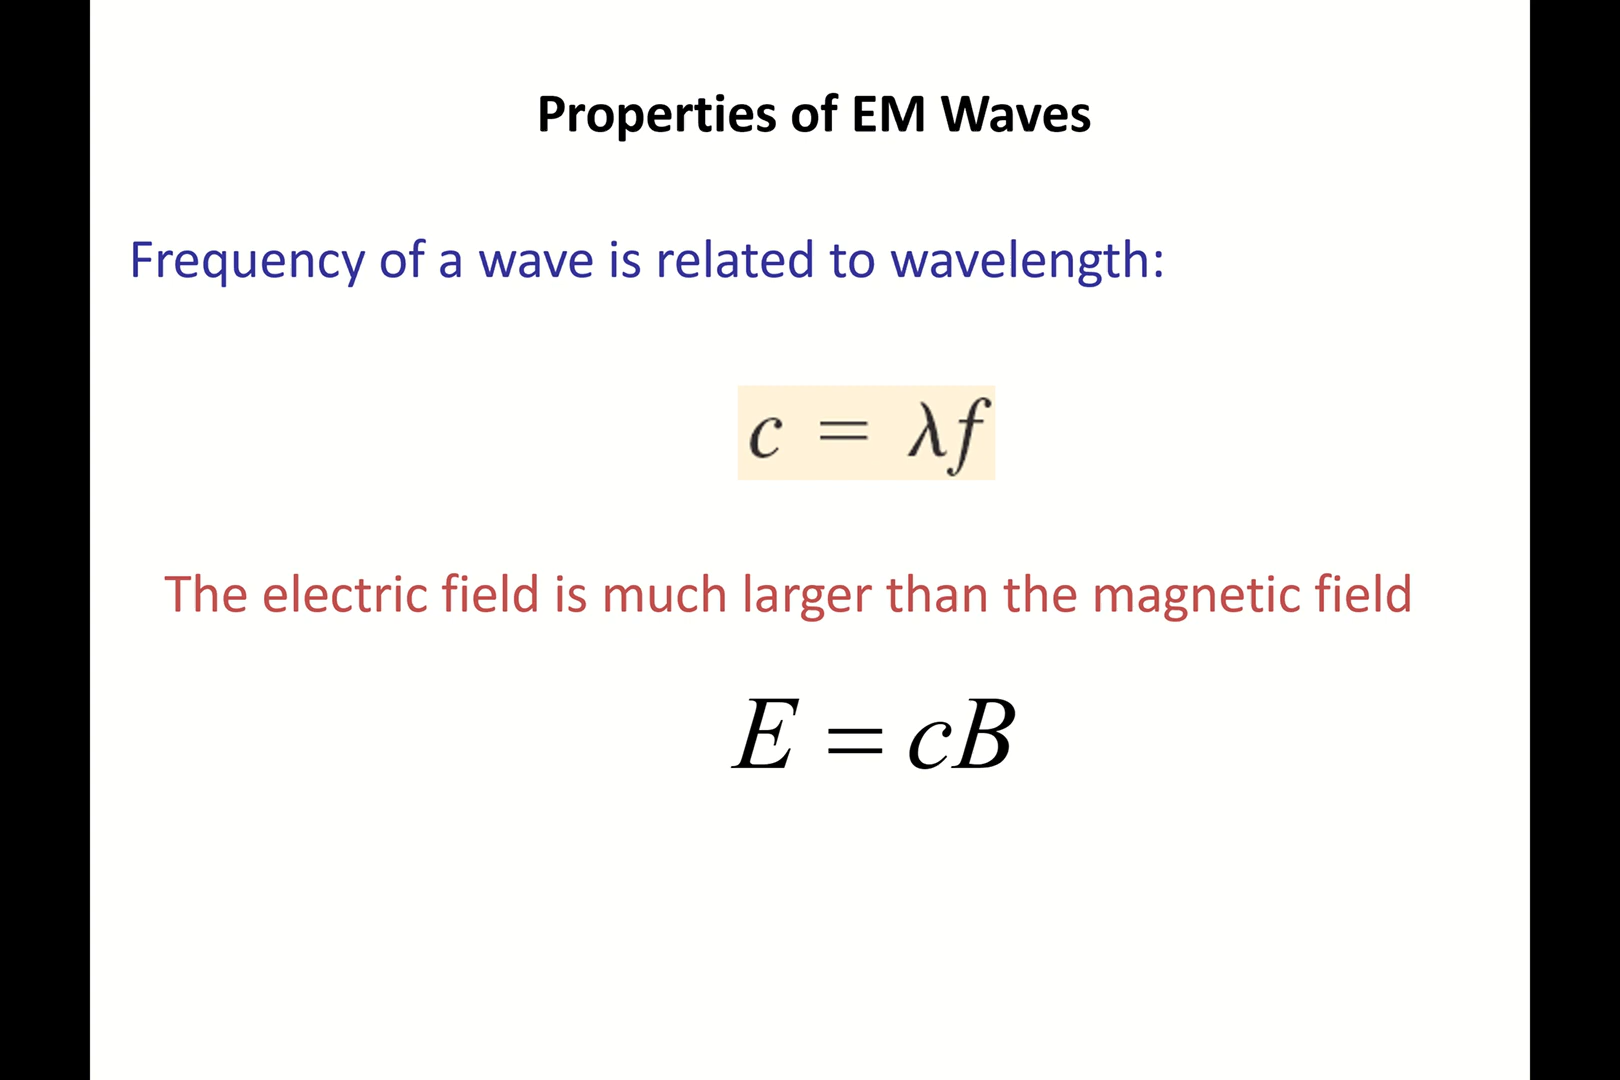 Properties of EM Waves
Frequency of a wave is related to wavelength:
c = λf
The electric field is much larger than the magnetic field
E = cB